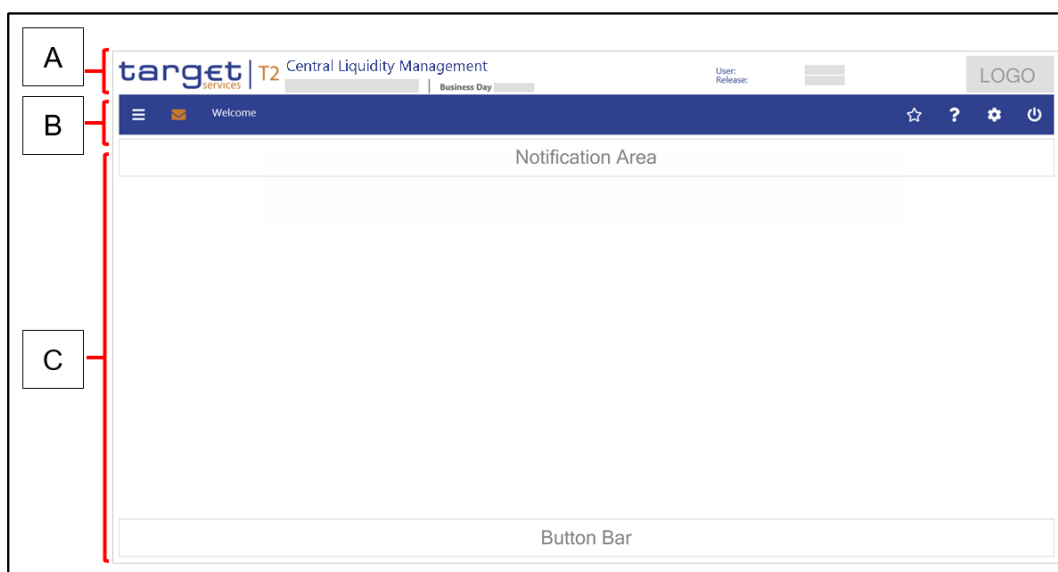 A
target services | T2 Central Liquidity Management
Business Day
User:
Release:
LOGO
B
Welcome
?
Notification Area
C
Button Bar